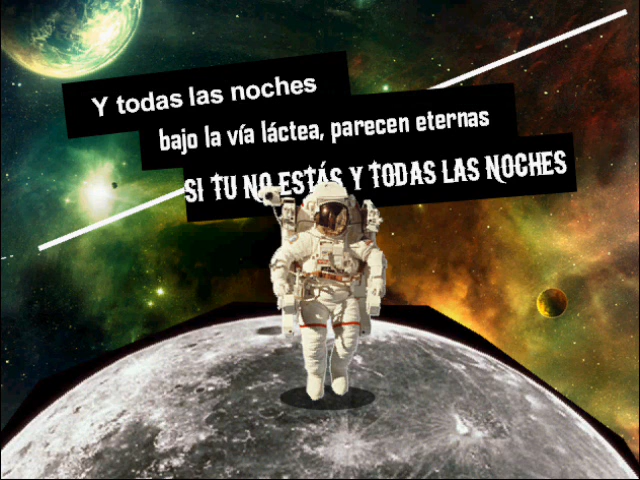 Y todas las noches
bajo la vía láctea, parecen eternas
SI TU NO ESTÁS Y TODAS LAS NOCHES